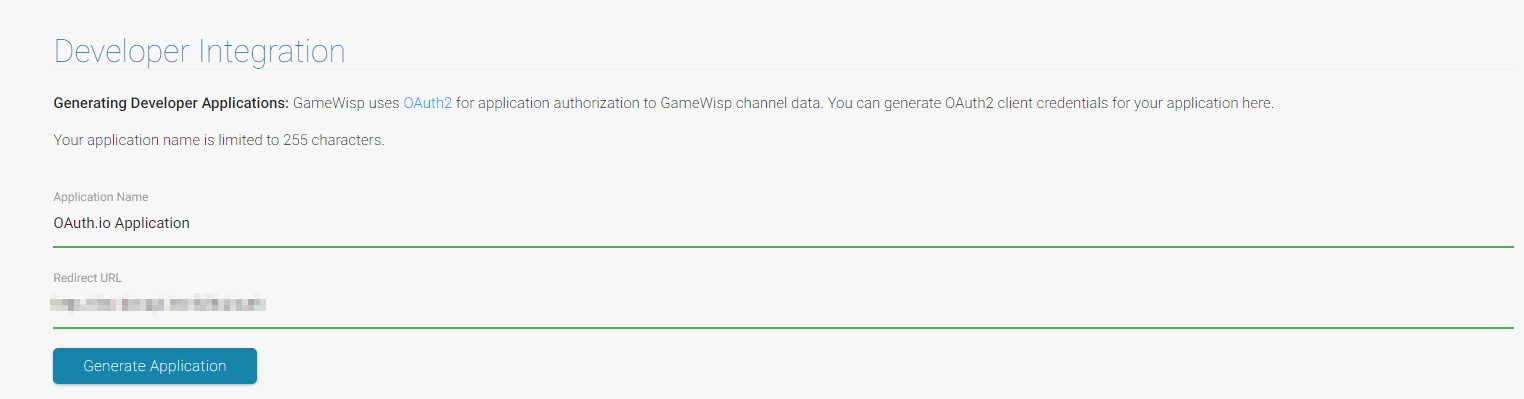 Developer Integration
Generating Developer Applications: GameWisp uses OAuth2 for application authorization to GameWisp channel data. You can generate OAuth2 client credentials for your application here.
Your application name is limited to 255 characters.
Application Name
OAuth.io Application
Redirect URL
Generate Application